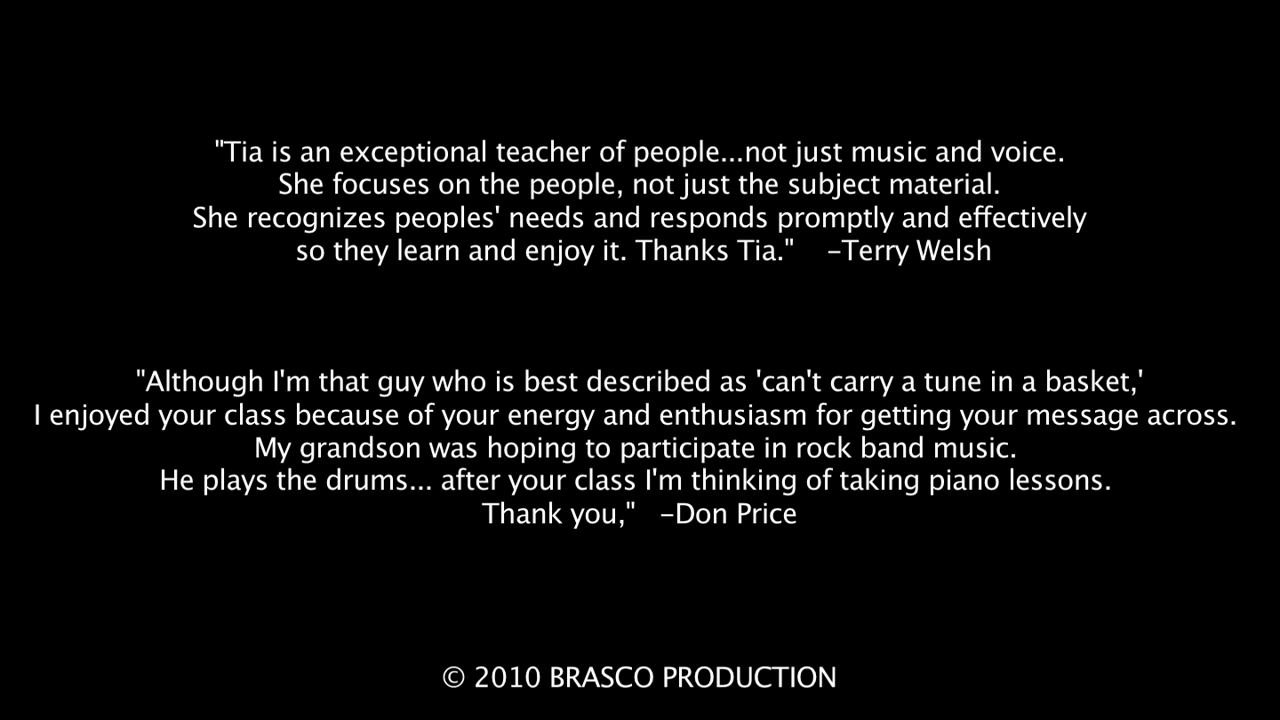 "Tia is an exceptional teacher of people...not just music and voice.
She focuses on the people, not just the subject material.
She recognizes peoples' needs and responds promptly and effectively
so they learn and enjoy it. Thanks Tia."    -Terry Welsh
"Although I'm that guy who is best described as 'can't carry a tune in a basket,'
I enjoyed your class because of your energy and enthusiasm for getting your message across.
My grandson was hoping to participate in rock band music.
He plays the drums... after your class I'm thinking of taking piano lessons.
Thank you,"   -Don Price
© 2010 BRASCO PRODUCTION